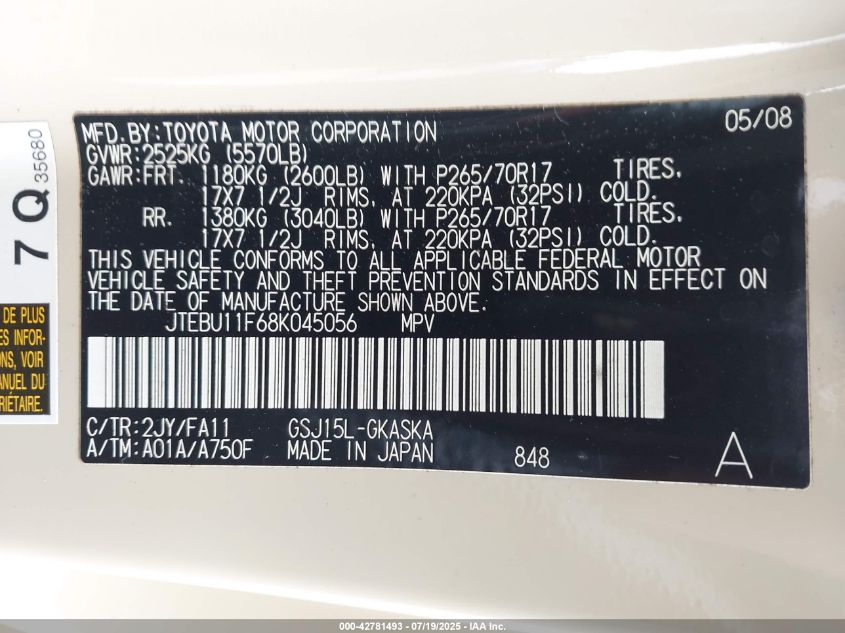 MFD.BY:TOYOTA MOTOR CORPORATION 05/08
GVWR:2525KG (5570LB)
GAWR:FRT. 1180KG (2600LB) WITH P265/70R17 TIRES,
17X7 1/2J RIMS, AT 220KPA (32PSI) COLD.
RR. 1380KG (3040LB) WITH P265/70R17 TIRES,
17X7 1/2J RIMS, AT 220KPA (32PSI) COLD.
THIS VEHICLE CONFORMS TO ALL APPLICABLE FEDERAL MOTOR
VEHICLE SAFETY AND THEFT PREVENTION STANDARDS IN EFFECT ON
THE DATE OF MANUFACTURE SHOWN ABOVE.
JTEBU11F68K045056 MPV
C/TR:2JY/FA11 GSJ15L-GKASKA
A/TM:A01A/A750F MADE IN JAPAN 848 A
7 Q 35680
DE PLUS
ES INFOR-
ONS, VOIR
MANUEL DU
RIÉTAIRE.
000-42781493 - 07/19/2025 - IAA Inc.